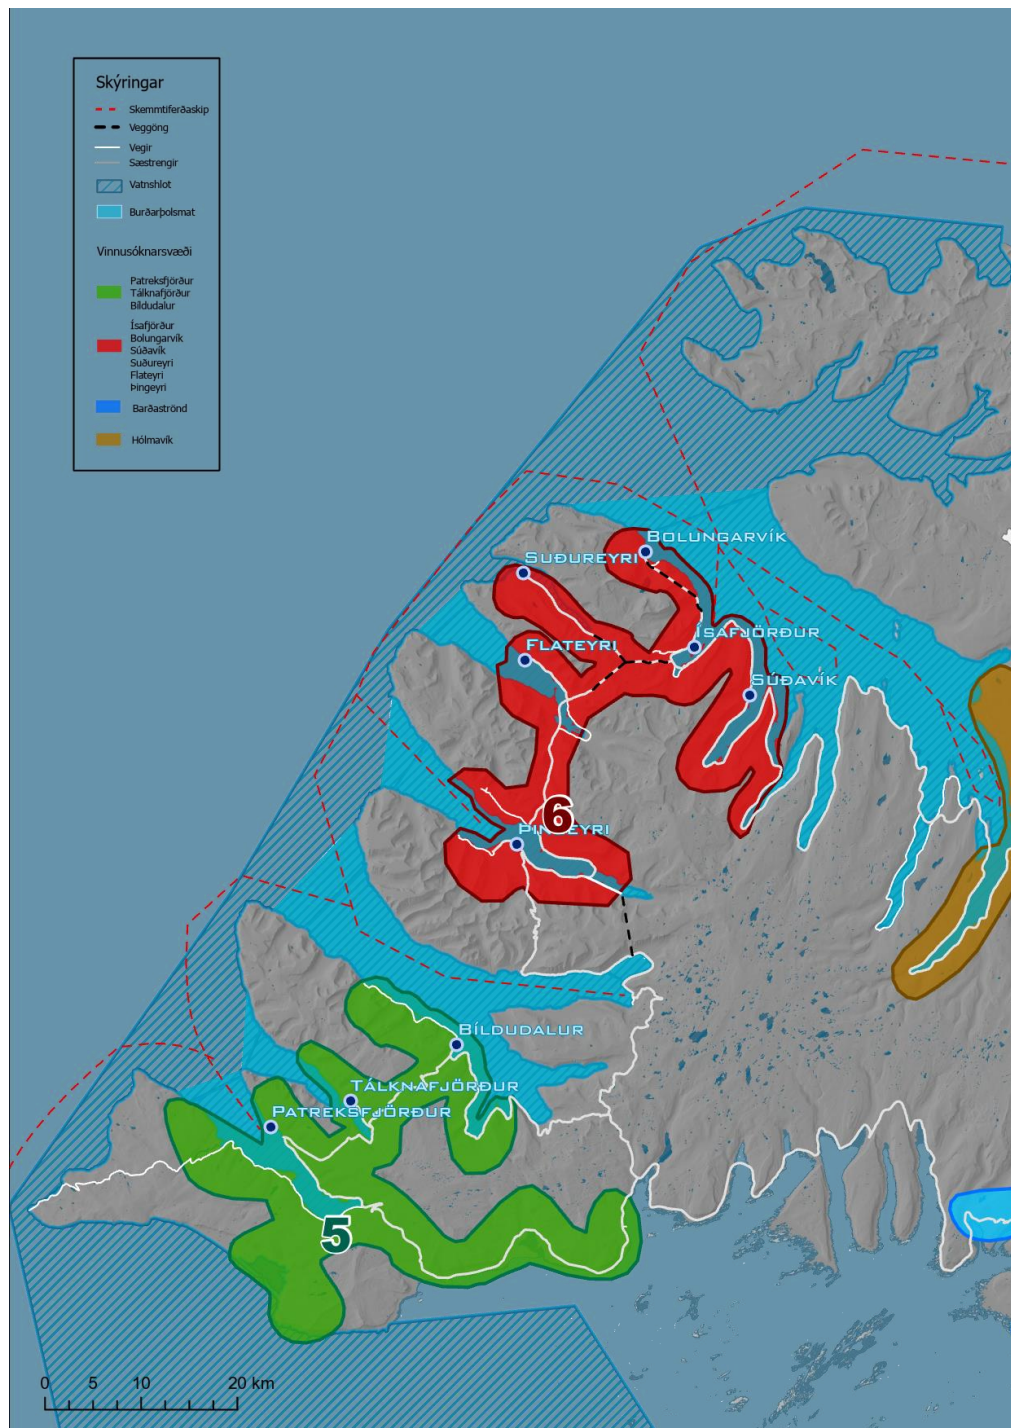 Skýringar
Skemmtiferðaskip
Veggöng
Vegir
Sæstrengir
Vatnshlot
Burðarþolsmat
Vinnusóknarsvæði
Patreksfjörður
Tálknafjörður
Bíldudalur
Ísafjörður
Bolungarvík
Súðavík
Suðureyri
Flateyri
Þingeyri
Barðaströnd
Hólmavík
BOLUNGARVÍK
SUÐUREYRI
ÍSAFJÖRÐUR
FLATEYRI
SÚÐAVÍK
6
ÞINGEYRI
BÍLDUDALUR
TÁLKNAFJÖRÐUR
PATREKSFJÖRÐUR
5
0 5 10 20 km